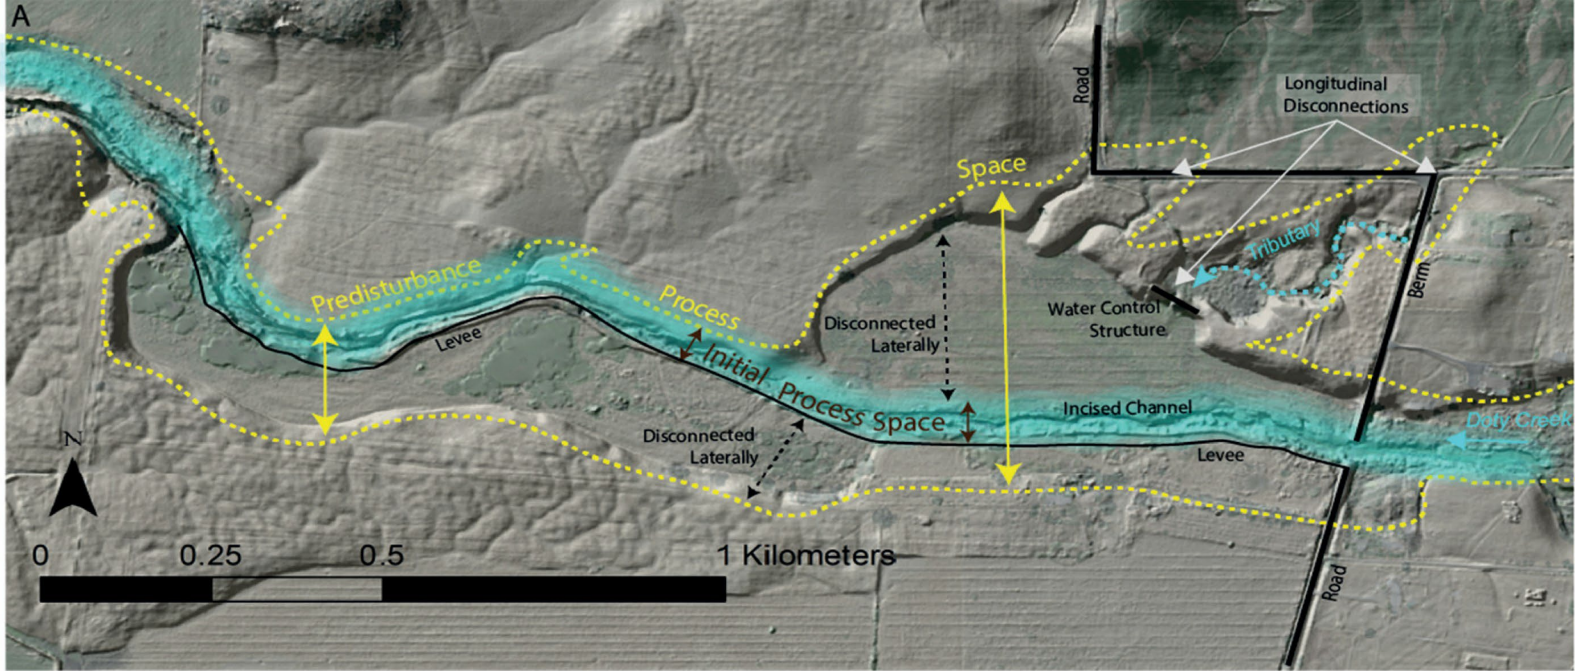 A
Road
Longitudinal
Disconnections
Space
Tributary
Predisturbance
Berm
Process
Water Control
Structure
Disconnected
Laterally
Levee
Initial Process Space
Incised Channel
Doty Creek
Disconnected
Laterally
Levee
N
0 0.25 0.5 1 Kilometers
Road